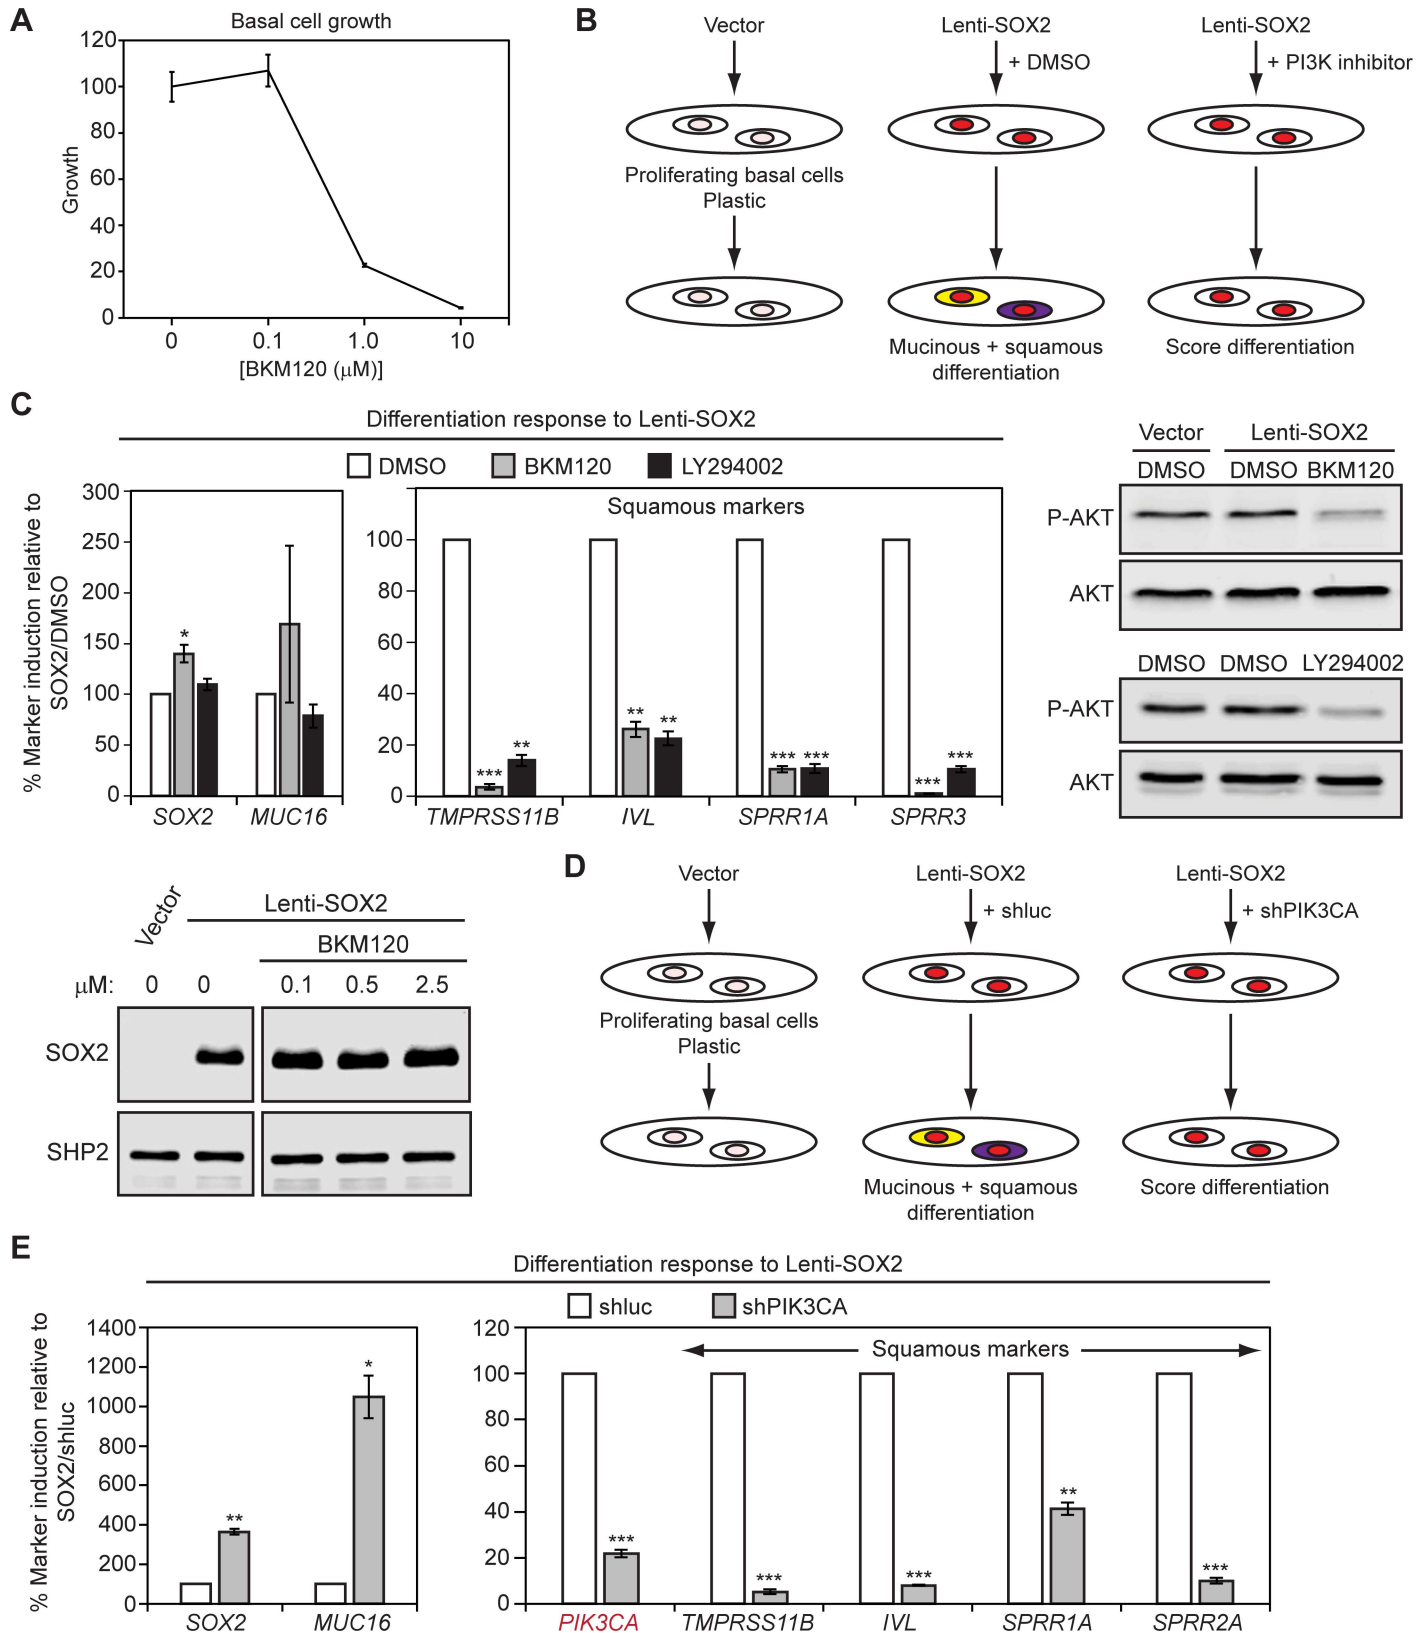 A
Basal cell growth
120
100
80
60
40
20
0
Growth
0 0.1 1.0 10
[BKM120 (μM)]
B
Vector
Lenti-SOX2
Lenti-SOX2
+ DMSO
+ PI3K inhibitor
Proliferating basal cells
Plastic
Mucinous + squamous
differentiation
Score differentiation
C
Differentiation response to Lenti-SOX2
DMSO
BKM120
LY294002
% Marker induction relative to
SOX2/DMSO
300
250
200
150
100
50
0
*
SOX2 MUC16
Squamous markers
100
80
60
40
20
0
*** **
** **
*** ***
*** ***
TMPRSS11B IVL SPRR1A SPRR3
Vector Lenti-SOX2
DMSO DMSO BKM120
P-AKT
AKT
DMSO DMSO LY294002
P-AKT
AKT
Vector
Lenti-SOX2
BKM120
μM: 0 0 0.1 0.5 2.5
SOX2
SHP2
D
Vector
Lenti-SOX2
Lenti-SOX2
+ shluc
+ shPIK3CA
Proliferating basal cells
Plastic
Mucinous + squamous
differentiation
Score differentiation
E
Differentiation response to Lenti-SOX2
shluc
shPIK3CA
% Marker induction relative to
SOX2/shluc
1400
1200
1000
800
600
400
200
0
**
*
SOX2 MUC16
120
100
80
60
40
20
0
Squamous markers
***
***
***
**
***
PIK3CA TMPRSS11B IVL SPRR1A SPRR2A